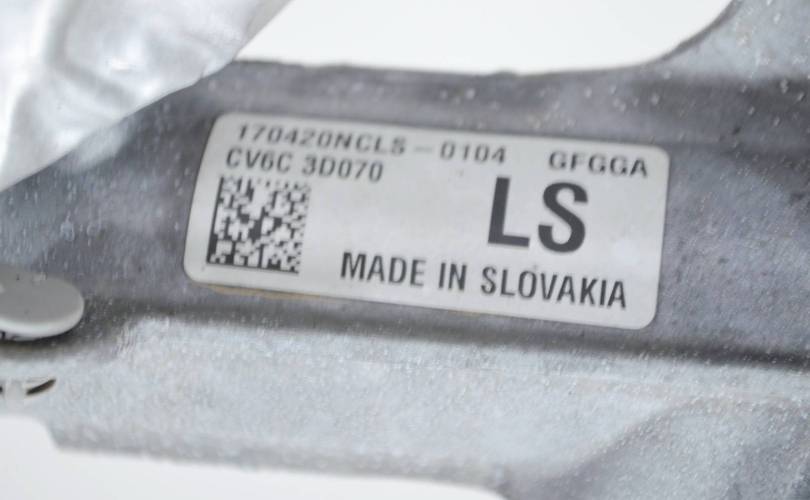 170420NCLS-0104 GFGGA
CV6C 3D070
LS
MADE IN SLOVAKIA